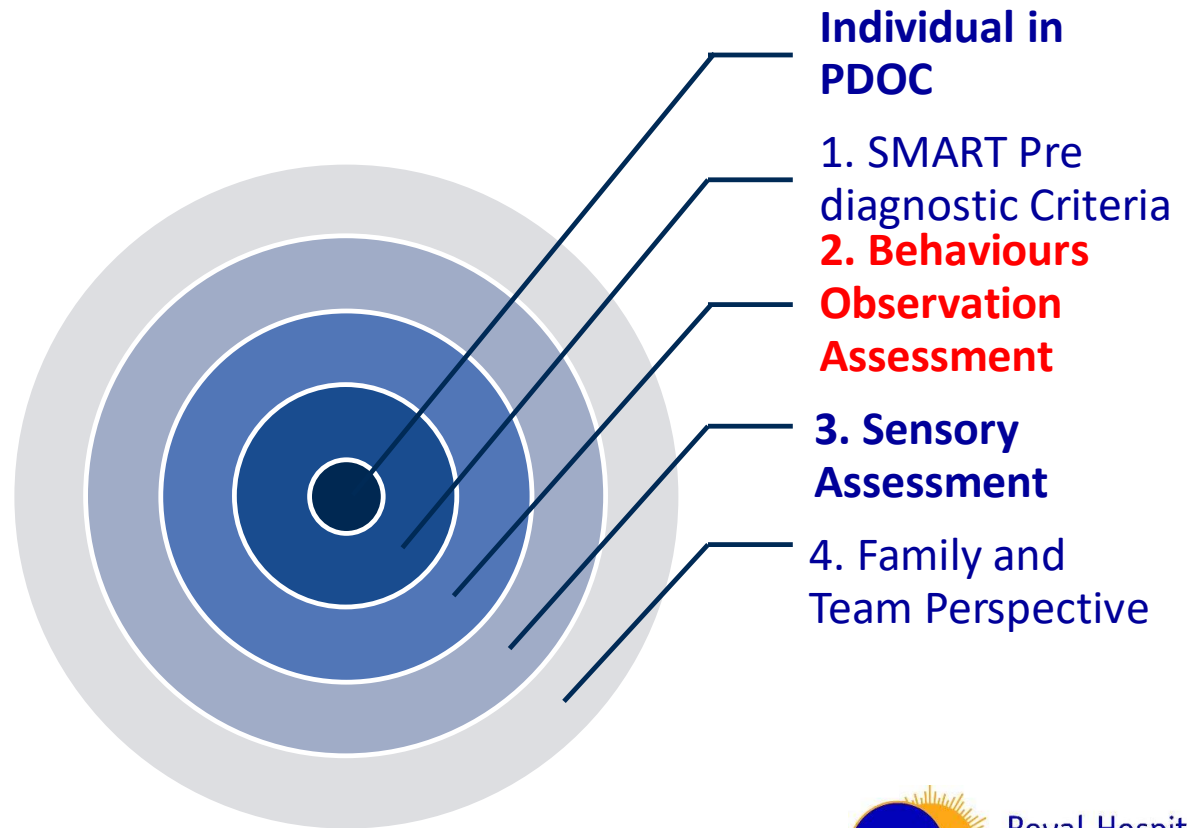 Individual in
PDOC
1. SMART Pre
diagnostic Criteria
2. Behaviours
Observation
Assessment
3. Sensory
Assessment
4. Family and
Team Perspective